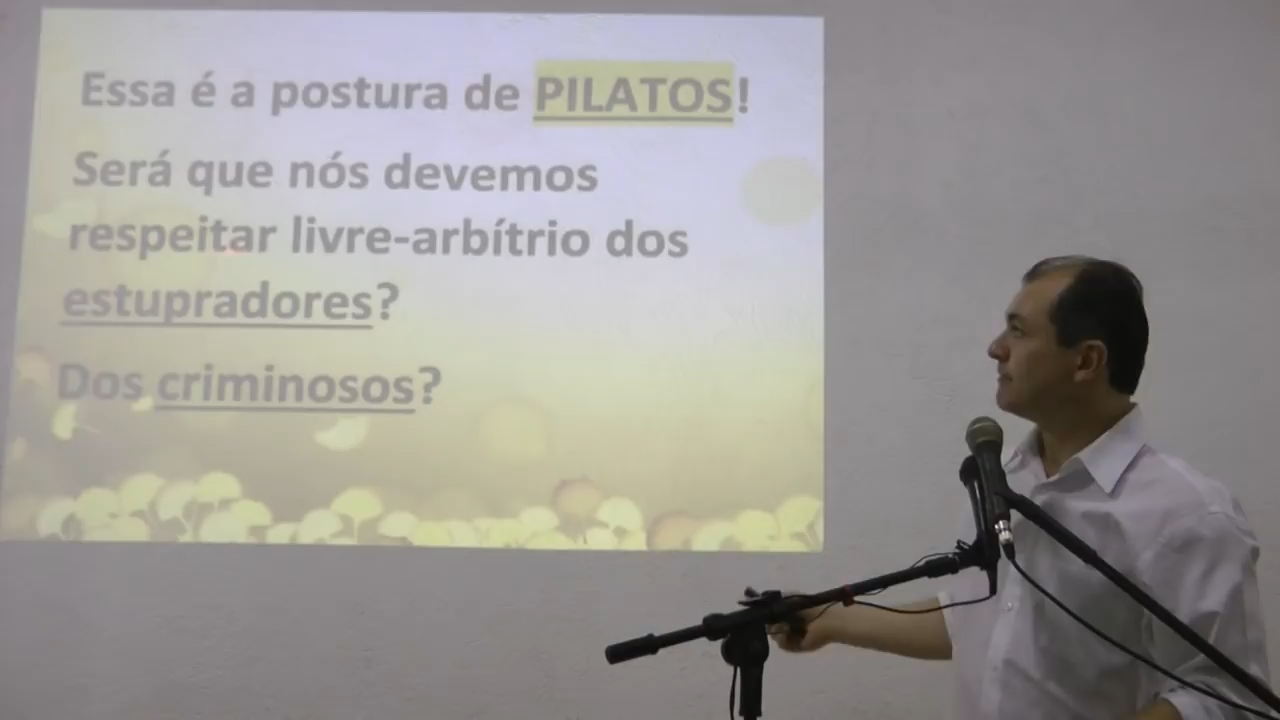 Essa é a postura de PILATOS!
Será que nós devemos
respeitar livre-arbítrio dos
estupradores?
Dos criminosos?